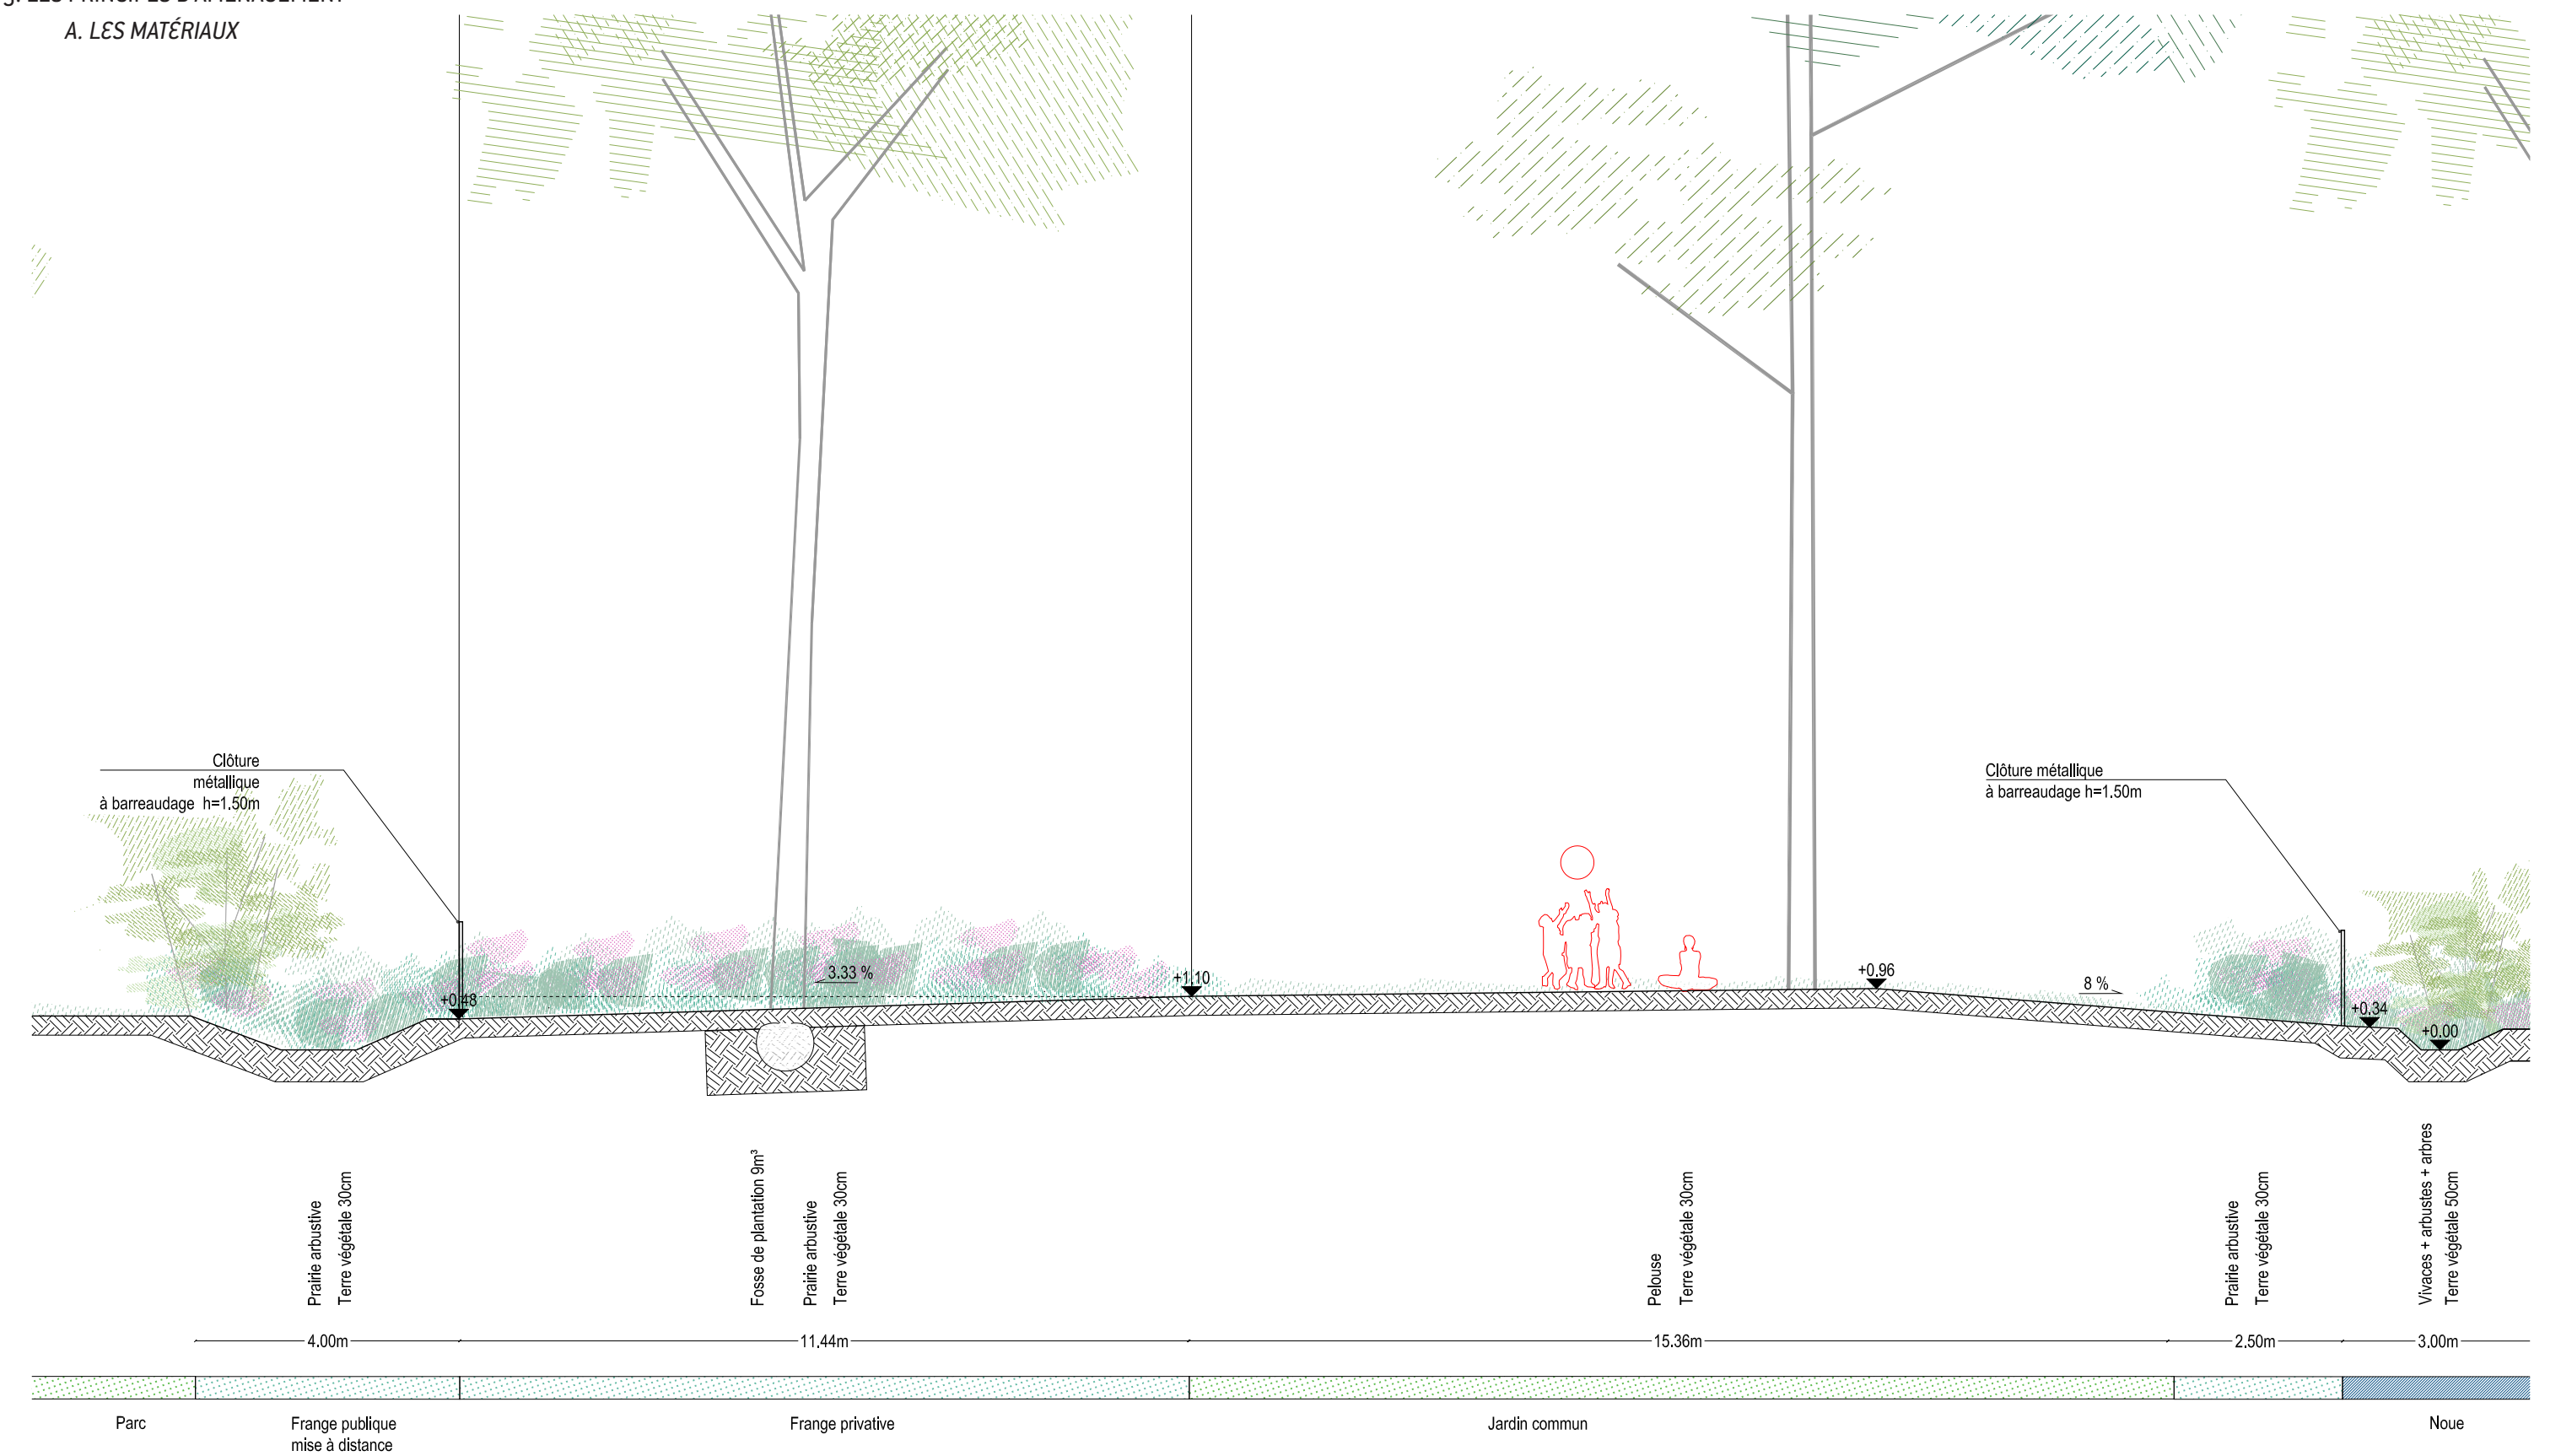 A. LES MATÉRIAUX
Clôture
métallique
à barreaudage h=1.50m
Clôture métallique
à barreaudage h=1.50m
+0.48
3.33 %
+1.10
+0.96
8 %
+0.34
+0.00
Prairie arbustive
Terre végétale 30cm
Fosse de plantation 9m³
Prairie arbustive
Terre végétale 30cm
Pelouse
Terre végétale 30cm
Prairie arbustive
Terre végétale 30cm
Vivaces + arbustes + arbres
Terre végétale 50cm
4.00m
11.44m
15.36m
2.50m
3.00m
Parc
Frange publique
mise à distance
Frange privative
Jardin commun
Noue